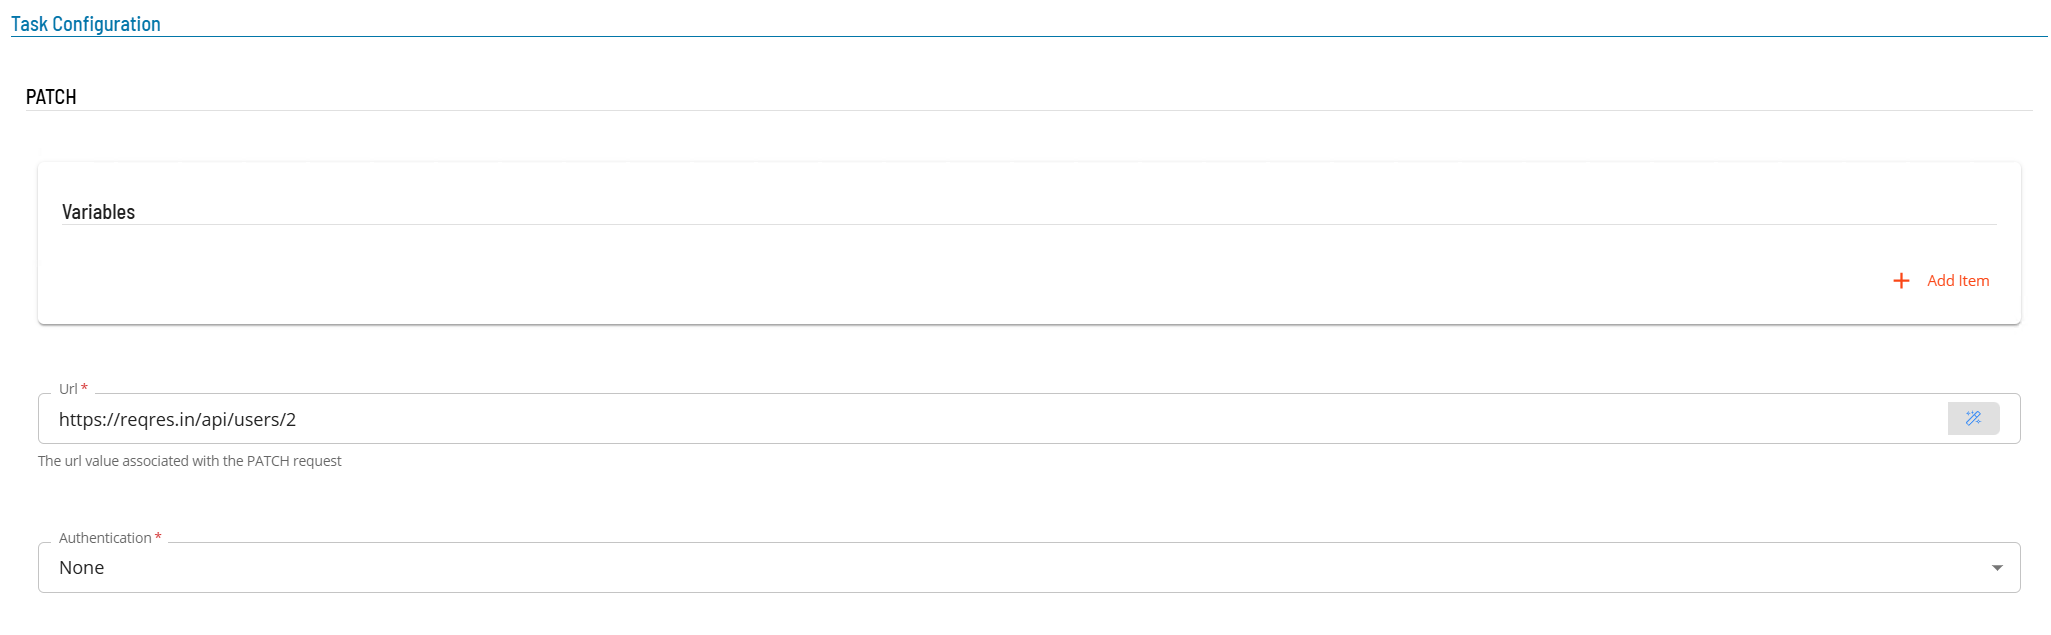 Task Configuration
PATCH
Variables
Add Item
Url *
https://reqres.in/api/users/2
The url value associated with the PATCH request
Authentication *
None